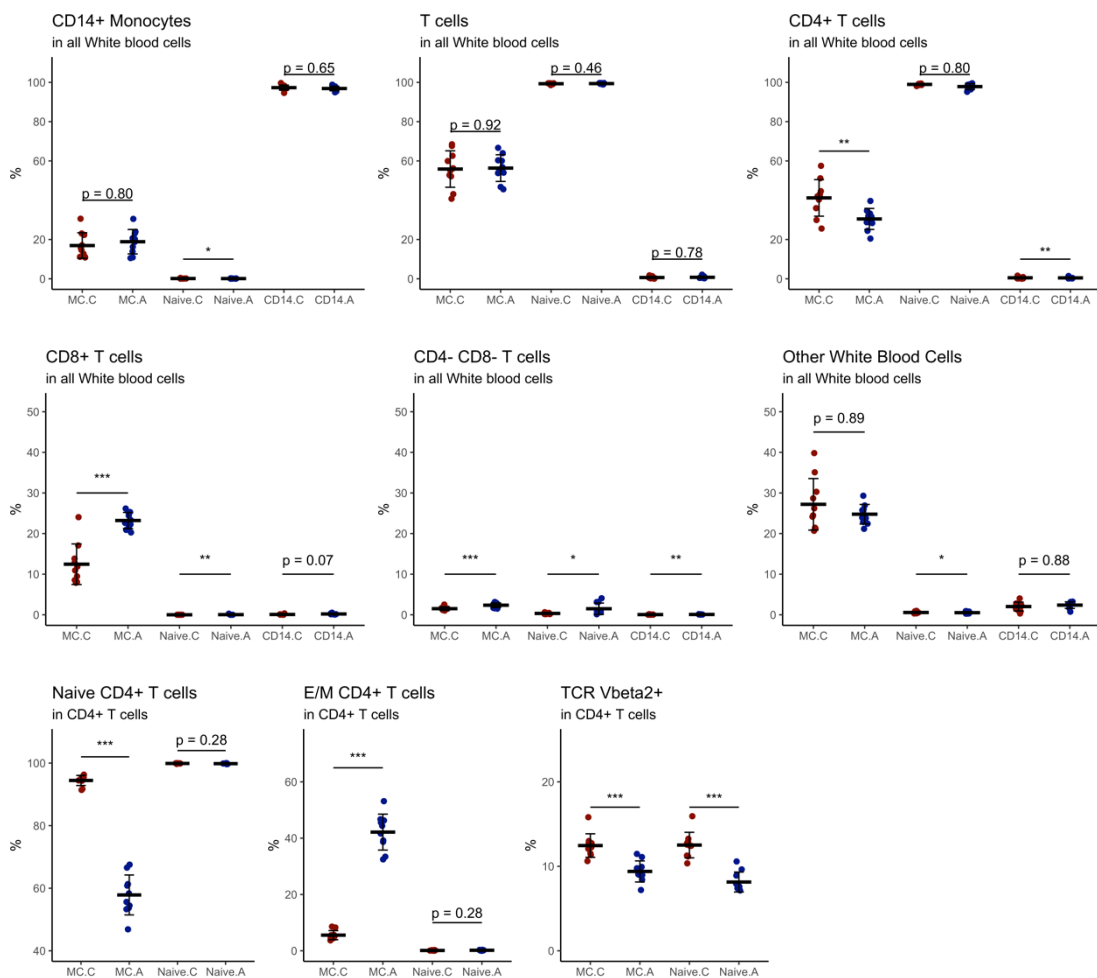 CD14+ Monocytes
in all White blood cells
p = 0.65
100
p = 0.80
60
%
20
*
0
MC.C MC.A Naive.C Naive.A CD14.C CD14.A
T cells
in all White blood cells
p = 0.46
100
p = 0.92
60
%
20
p = 0.78
0
MC.C MC.A Naive.C Naive.A CD14.C CD14.A
CD4+ T cells
in all White blood cells
p = 0.80
100
**
60
%
20
**
0
MC.C MC.A Naive.C Naive.A CD14.C CD14.A
CD8+ T cells
in all White blood cells
50
40
***
30
%
20
**
p = 0.07
10
0
MC.C MC.A Naive.C Naive.A CD14.C CD14.A
CD4- CD8- T cells
in all White blood cells
50
40
30
%
20
*** * **
10
0
MC.C MC.A Naive.C Naive.A CD14.C CD14.A
Other White Blood Cells
in all White blood cells
50
p = 0.89
40
30
%
20
*
p = 0.88
10
0
MC.C MC.A Naive.C Naive.A CD14.C CD14.A
Naive CD4+ T cells
in CD4+ T cells
***
p = 0.28
100
80
%
60
40
MC.C MC.A Naive.C Naive.A
E/M CD4+ T cells
in CD4+ T cells
***
60
40
%
20
p = 0.28
0
MC.C MC.A Naive.C Naive.A
TCR Vbeta2+
in CD4+ T cells
20
*** ***
%
10
0
MC.C MC.A Naive.C Naive.A